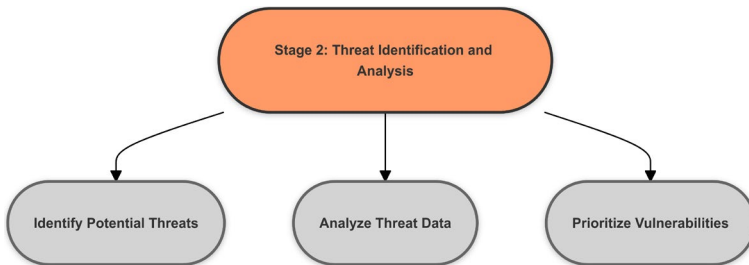 Stage 2: Threat Identification and
Analysis
Identify Potential Threats
Analyze Threat Data
Prioritize Vulnerabilities